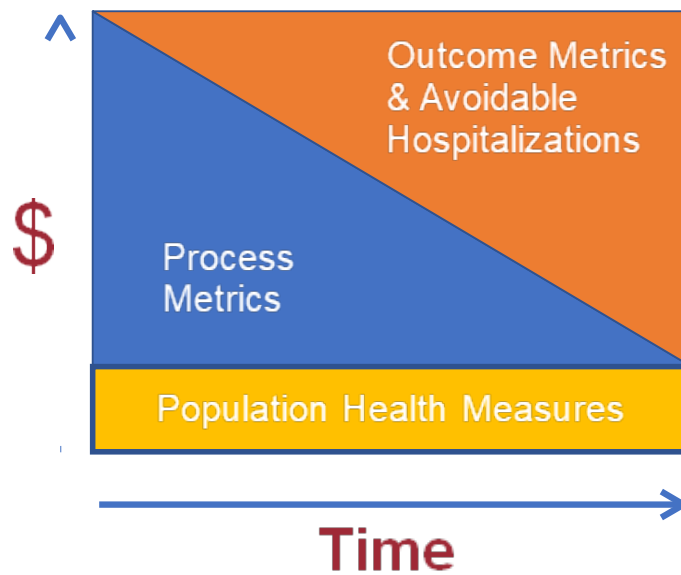 Outcome Metrics
& Avoidable
Hospitalizations
$
Process
Metrics
Population Health Measures
Time